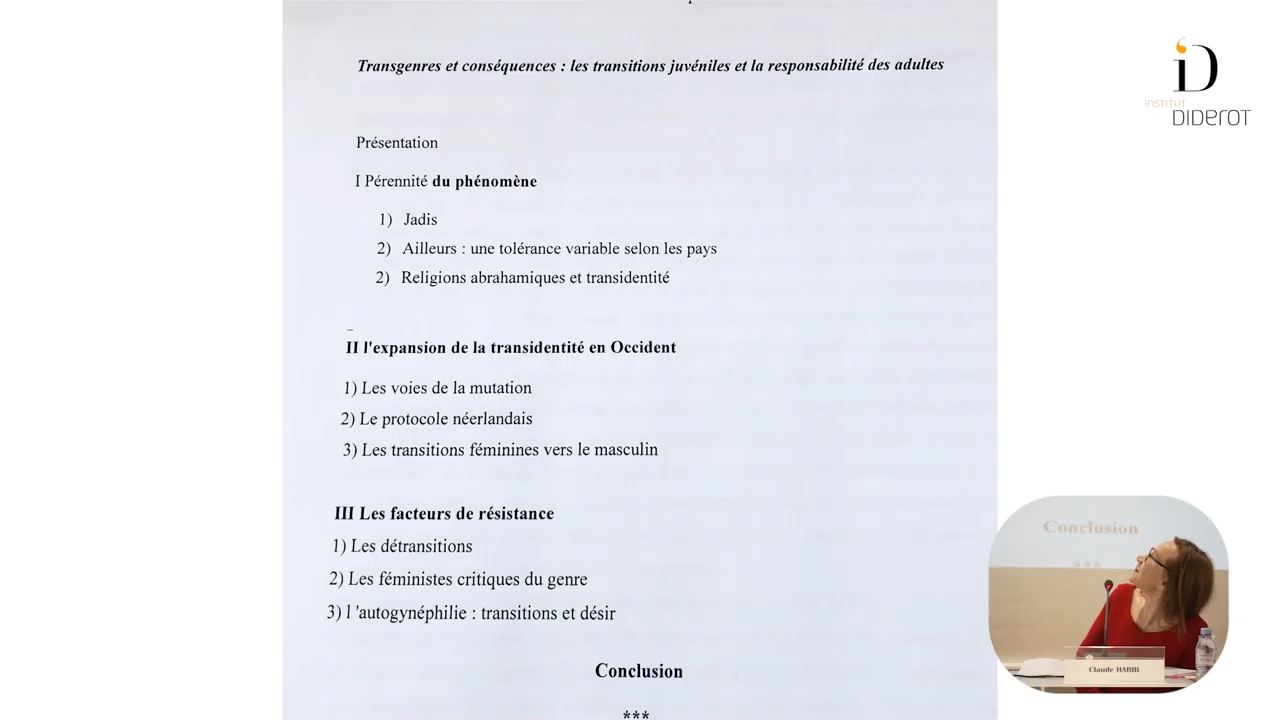 Transgenres et conséquences : les transitions juvéniles et la responsabilité des adultes
INSTITUT
DIDEROT
Présentation
I Pérennité du phénomène
1) Jadis
2) Ailleurs : une tolérance variable selon les pays
2) Religions abrahamiques et transidentité
II l'expansion de la transidentité en Occident
1) Les voies de la mutation
2) Le protocole néerlandais
3) Les transitions féminines vers le masculin
III Les facteurs de résistance
1) Les détransitions
2) Les féministes critiques du genre
3) l 'autogynéphilie : transitions et désir
Conclusion
***
Conclusion
***
Claude HABIB